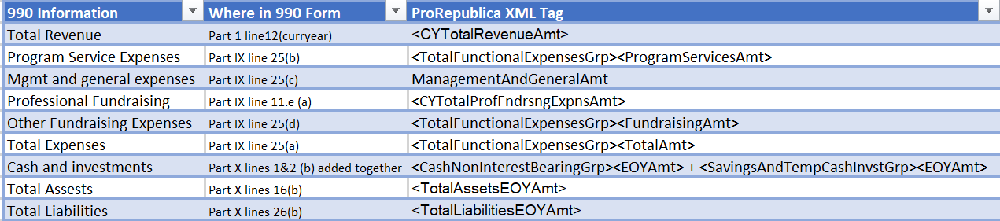 990 Information Where in 990 Form ProRepublica XML Tag
Total Revenue Part 1 line12(curryear) <CYTotalRevenueAmt>
Program Service Expenses Part IX line 25(b) <TotalFunctionalExpensesGrp><ProgramServicesAmt>
Mgmt and general expenses Part IX line 25(c) ManagementAndGeneralAmt
Professional Fundraising Part IX line 11.e (a) <CYTotalProfFndrsngExpnsAmt>
Other Fundraising Expenses Part IX line 25(d) <TotalFunctionalExpensesGrp><FundraisingAmt>
Total Expenses Part IX line 25(a) <TotalFunctionalExpensesGrp><TotalAmt>
Cash and investments Part X lines 1&2 (b) added together <CashNonInterestBearingGrp><EOYAmt> + <SavingsAndTempCashInvstGrp><EOYAmt>
Total Assests Part X lines 16(b) <TotalAssetsEOYAmt>
Total Liabilities Part X lines 26(b) <TotalLiabilitiesEOYAmt>